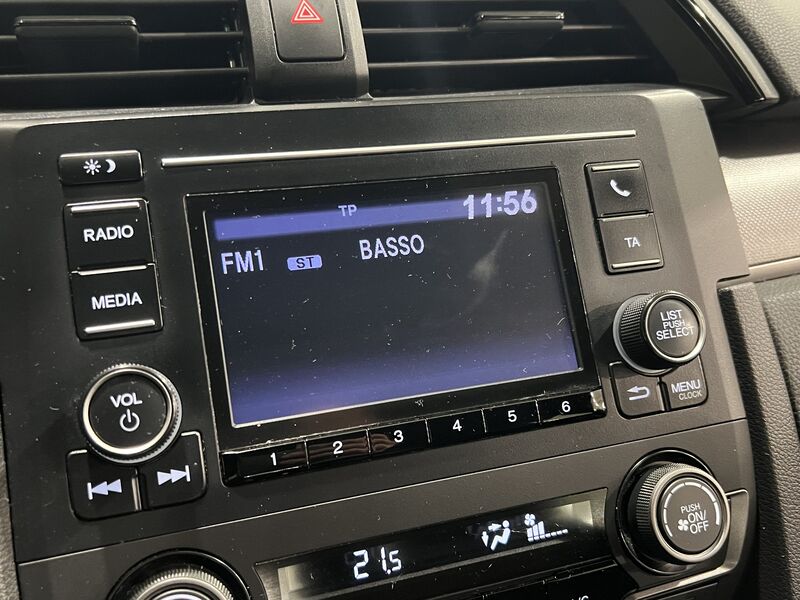 TP
11:56
FM1 ST BASSO
RADIO
MEDIA
VOL
1 2 3 4 5 6
TA
LIST
PUSH
SELECT
MENU
CLOCK
21.5
PUSH
ON/
OFF